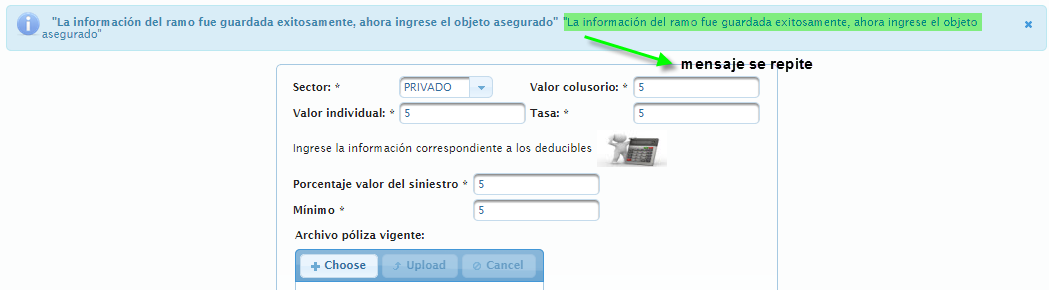 "La información del ramo fue guardada exitosamente, ahora ingrese el objeto asegurado" "La información del ramo fue guardada exitosamente, ahora ingrese el objeto
asegurado"
mensaje se repite
Sector: * PRIVADO Valor colusorio: * 5
Valor individual: * 5 Tasa: * 5
Ingrese la información correspondiente a los deducibles
Porcentaje valor del siniestro * 5
Mínimo * 5
Archivo póliza vigente:
Choose Upload Cancel